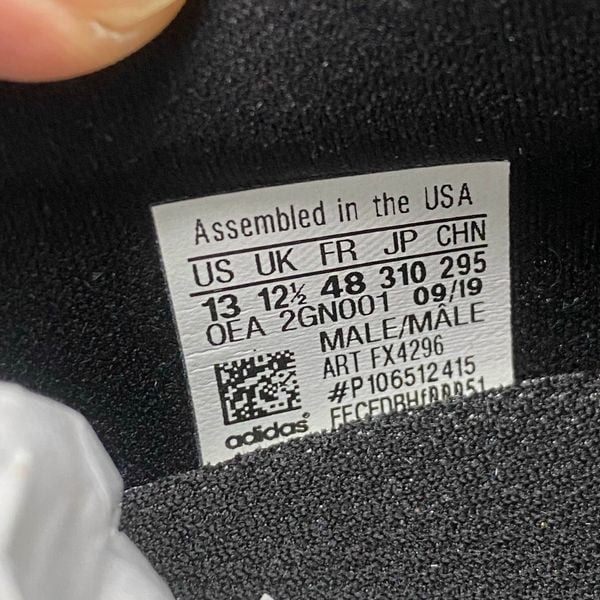 Assembled in the USA
US UK FR JP CHN
13 12½ 48 310 295
OEA 2GN001 09/19
MALE/MÂLE
ART FX4296
#P106512415
adidas®